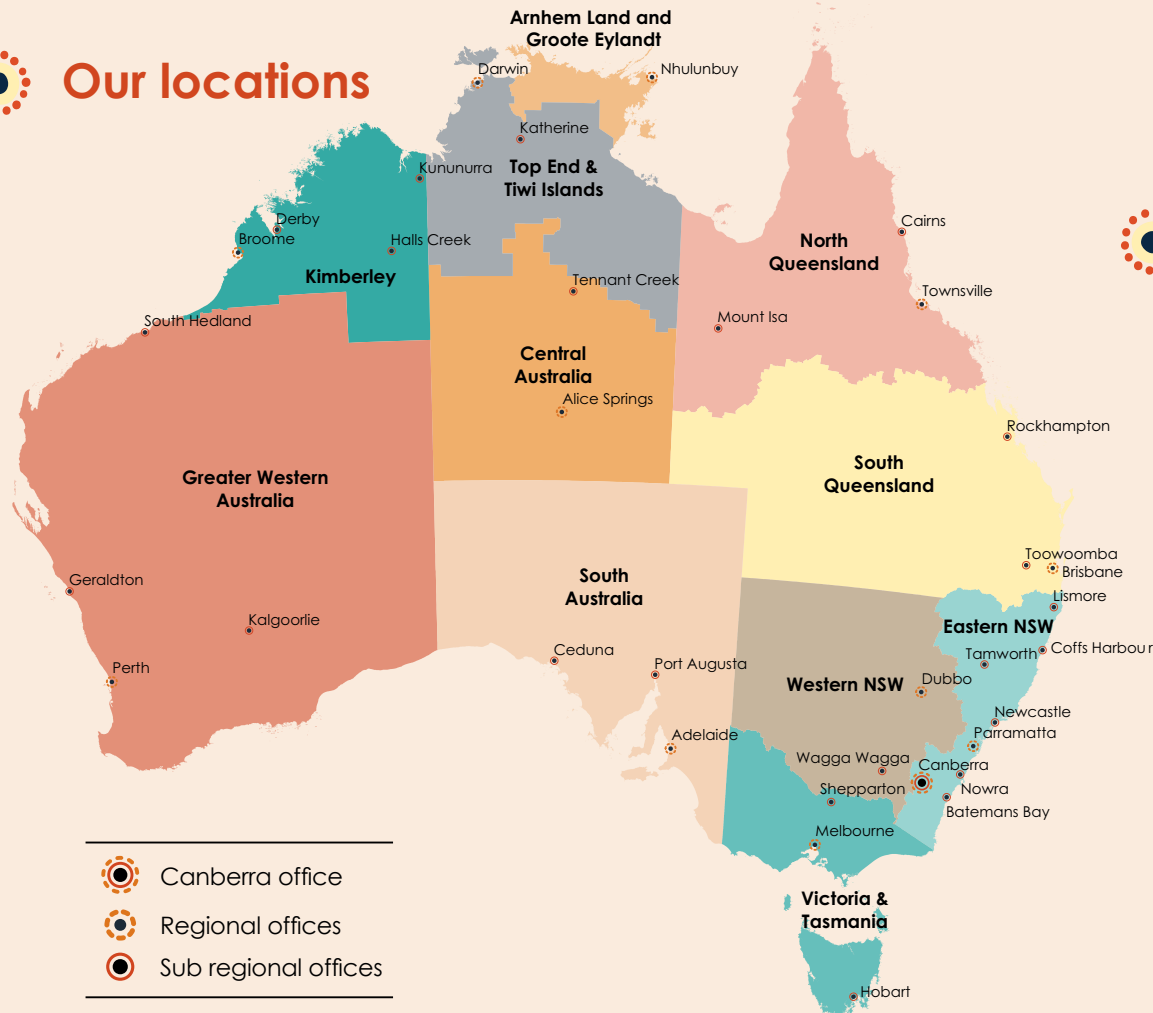 Our locations
Arnhem Land and
Groote Eylandt
Darwin
Nhulunbuy
Katherine
Kununurra
Top End &
Tiwi Islands
Derby
Broome
Halls Creek
Kimberley
Cairns
North
Queensland
Tennant Creek
Townsville
South Hedland
Mount Isa
Central
Australia
Alice Springs
Rockhampton
Greater Western
Australia
South
Queensland
Toowoomba
Brisbane
Geraldton
South
Australia
Lismore
Kalgoorlie
Eastern NSW
Ceduna
Port Augusta
Tamworth
Coffs Harbour
Perth
Western NSW
Dubbo
Newcastle
Adelaide
Parramatta
Wagga Wagga
Canberra
Shepparton
Nowra
Batemans Bay
Melbourne
Canberra office
Regional offices
Sub regional offices
Victoria &
Tasmania
Hobart